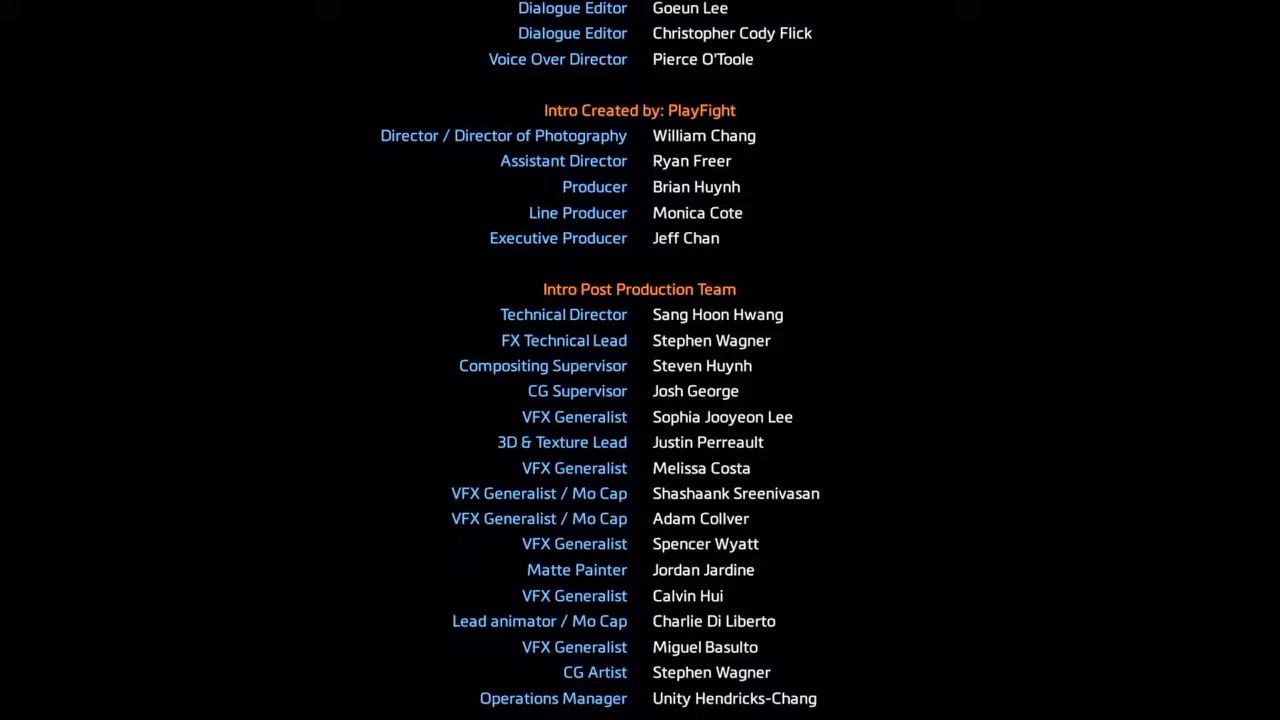 Dialogue Editor Goeun Lee
Dialogue Editor Christopher Cody Flick
Voice Over Director Pierce O'Toole
Intro Created by: PlayFight
Director / Director of Photography William Chang
Assistant Director Ryan Freer
Producer Brian Huynh
Line Producer Monica Cote
Executive Producer Jeff Chan
Intro Post Production Team
Technical Director Sang Hoon Hwang
FX Technical Lead Stephen Wagner
Compositing Supervisor Steven Huynh
CG Supervisor Josh George
VFX Generalist Sophia Jooyeon Lee
3D & Texture Lead Justin Perreault
VFX Generalist Melissa Costa
VFX Generalist / Mo Cap Shashaank Sreenivasan
VFX Generalist / Mo Cap Adam Collver
VFX Generalist Spencer Wyatt
Matte Painter Jordan Jardine
VFX Generalist Calvin Hui
Lead animator / Mo Cap Charlie Di Liberto
VFX Generalist Miguel Basulto
CG Artist Stephen Wagner
Operations Manager Unity Hendricks-Chang